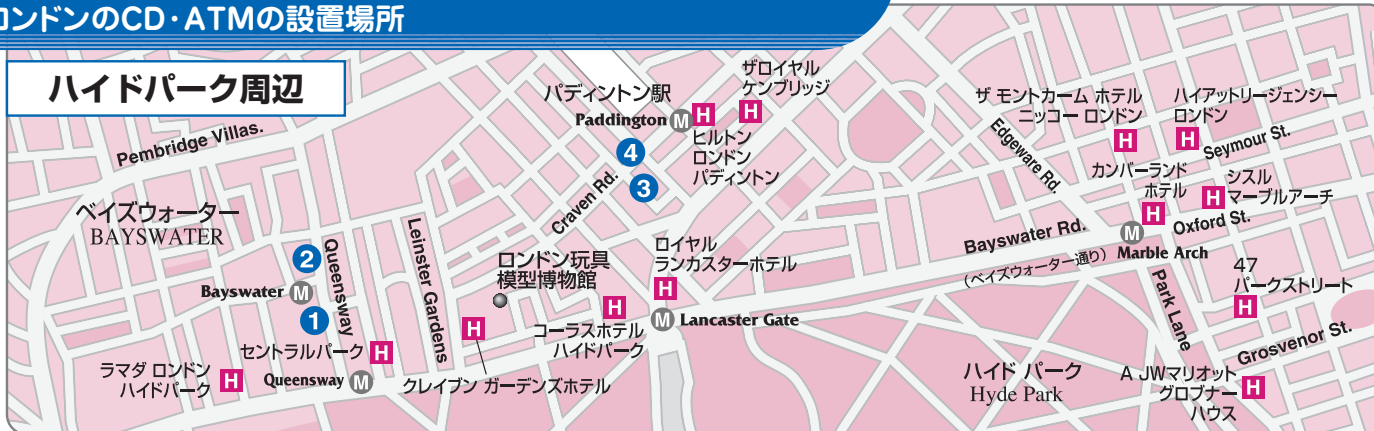 ロンドンのCD・ATMの設置場所
ハイドパーク周辺
Pembridge Villas.
ベイズウォーター
BAYSWATER
2
Queensway
Bayswater M
1
セントラルパーク H
Queensway M
ラマダ ロンドン
ハイドパーク H
Leinster Gardens
パディントン駅
Paddington M
H
ヒルトン
ロンドン
パディントン
ザロイヤル
ケンブリッジ
H
4
3
Craven Rd.
ロンドン玩具
模型博物館
H
クレイブン ガーデンズホテル
H
コーラスホテル
ハイドパーク
ロイヤル
ランカスターホテル
H
M Lancaster Gate
ザ モントカーム ホテル
ニッコー ロンドン
H
ハイアットリージェンシー
ロンドン
H
Edgeware Rd.
Seymour St.
カンバーランド
ホテル
H
シスル
H マーブルアーチ
Oxford St.
Bayswater Rd.
(ベイズウォーター通り)
M
Marble Arch
Park Lane
47
パークストリート
H
Grosvenor St.
ハイド パーク
Hyde Park
A JWマリオット
グロブナー
ハウス
H